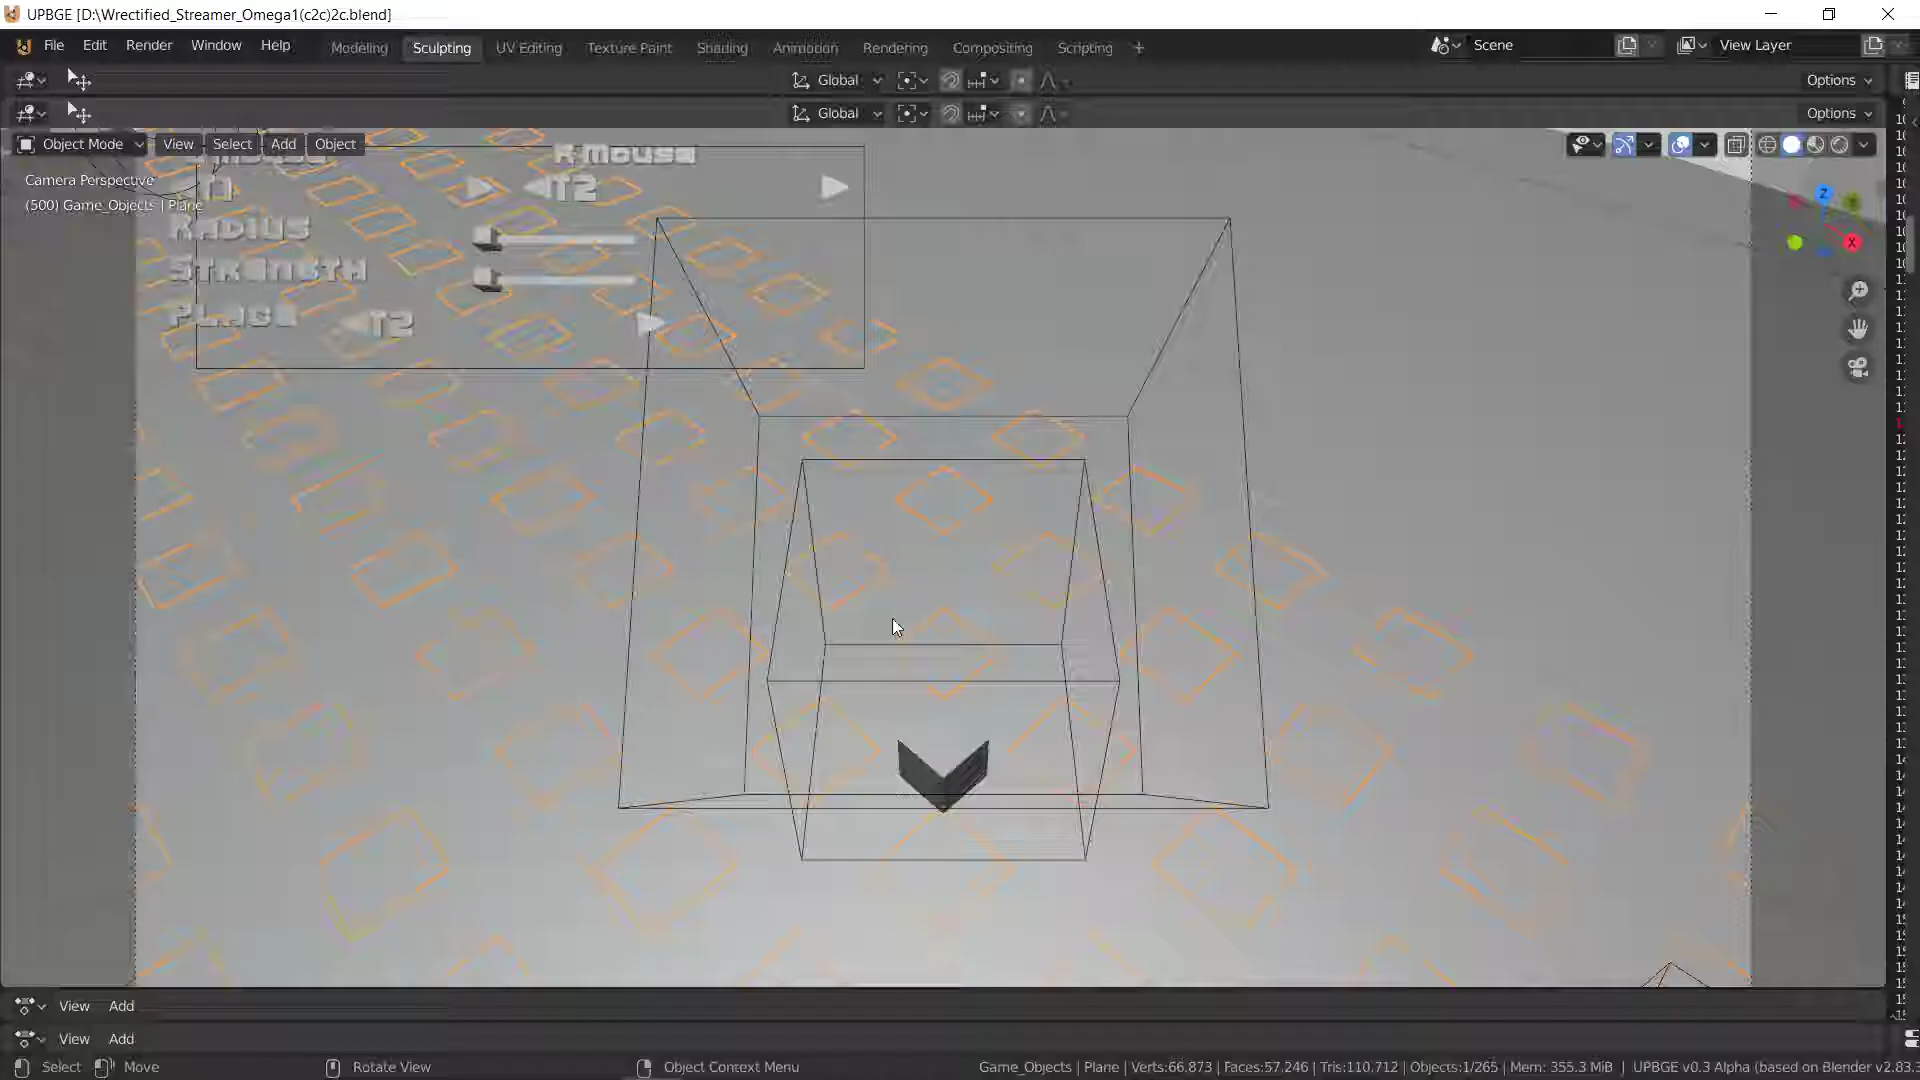 UPBGE [D:\Wrectified_Streamer_Omega1(c2c)2c.blend]
File Edit Render Window Help Modeling Sculpting UV Editing Texture Paint Shading Animation Rendering Compositing Scripting + Scene View Layer
Global Options
Global Options
Object Mode View Select Add Object
RMouse
Camera Perspective
T2
(500) Game_Objects | Plane
Radius
Strength
Place T2
Z
X
View Add
View Add
Select Move Rotate View Object Context Menu Game_Objects | Plane | Verts:66.873 | Faces:57.246 | Tris:110.712 | Objects:1/265 | Mem: 355.3 MiB | UPBGE v0.3 Alpha (based on Blender v2.83.